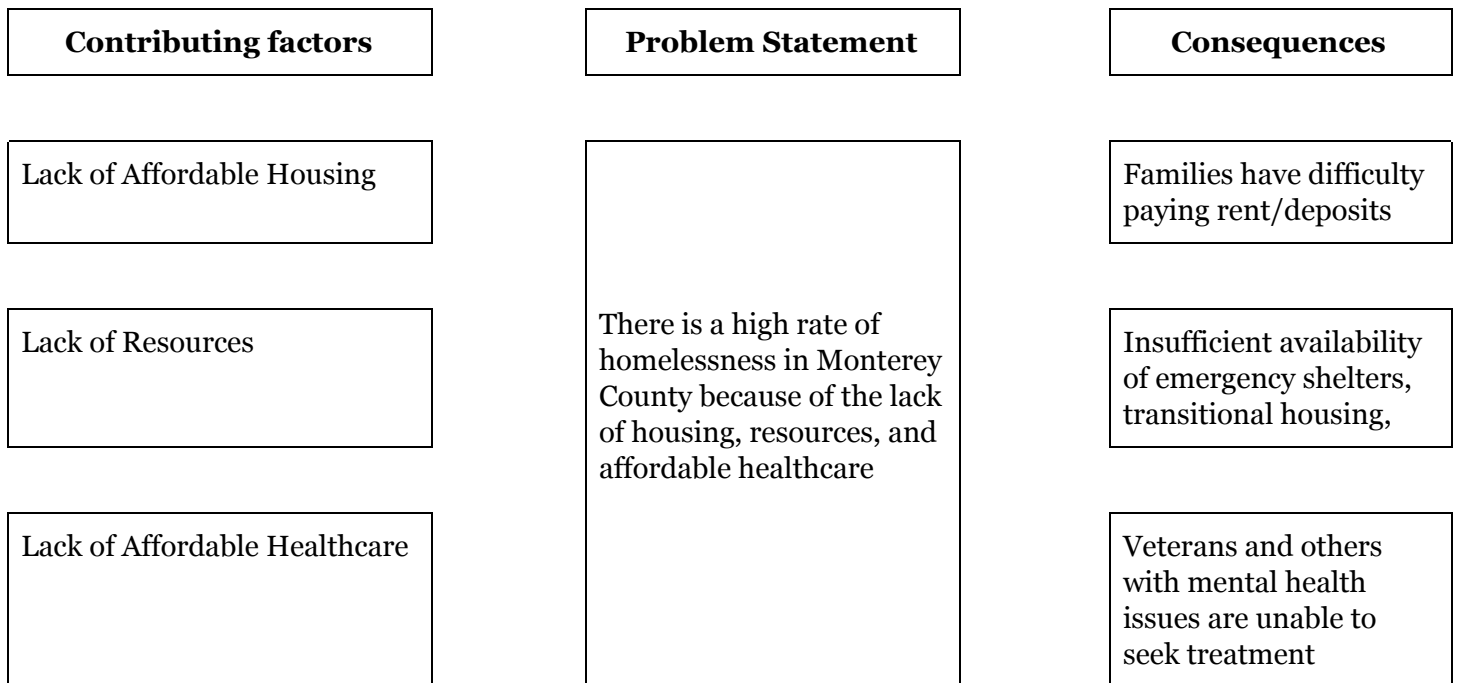 Contributing factors
Problem Statement
Consequences
Lack of Affordable Housing
Lack of Resources
Lack of Affordable Healthcare
There is a high rate of
homelessness in Monterey
County because of the lack
of housing, resources, and
affordable healthcare
Families have difficulty
paying rent/deposits
Insufficient availability
of emergency shelters,
transitional housing,
Veterans and others
with mental health
issues are unable to
seek treatment